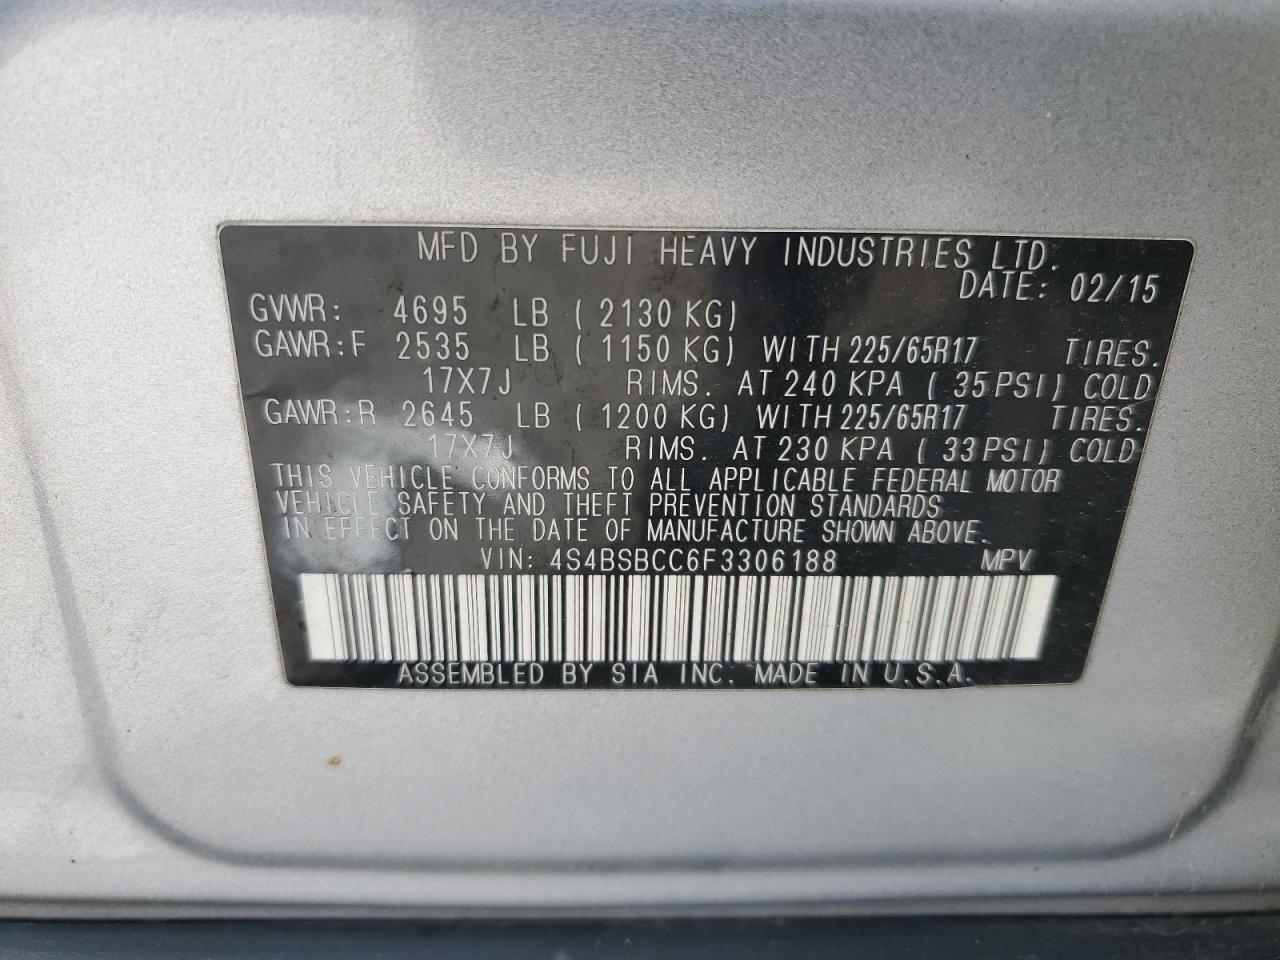 MFD BY FUJI HEAVY INDUSTRIES LTD.
DATE: 02/15
GVWR: 4695 LB ( 2130 KG)
GAWR:F 2535 LB ( 1150 KG) WITH 225/65R17 TIRES.
17X7J RIMS. AT 240 KPA ( 35 PSI) COLD
GAWR:R 2645 LB ( 1200 KG) WITH 225/65R17 TIRES.
17X7J RIMS. AT 230 KPA ( 33 PSI) COLD
THIS VEHICLE CONFORMS TO ALL APPLICABLE FEDERAL MOTOR
VEHICLE SAFETY AND THEFT PREVENTION STANDARDS
IN EFFECT ON THE DATE OF MANUFACTURE SHOWN ABOVE.
VIN: 4S4BSBCC6F3306188 MPV
ASSEMBLED BY SIA INC. MADE IN U.S.A.